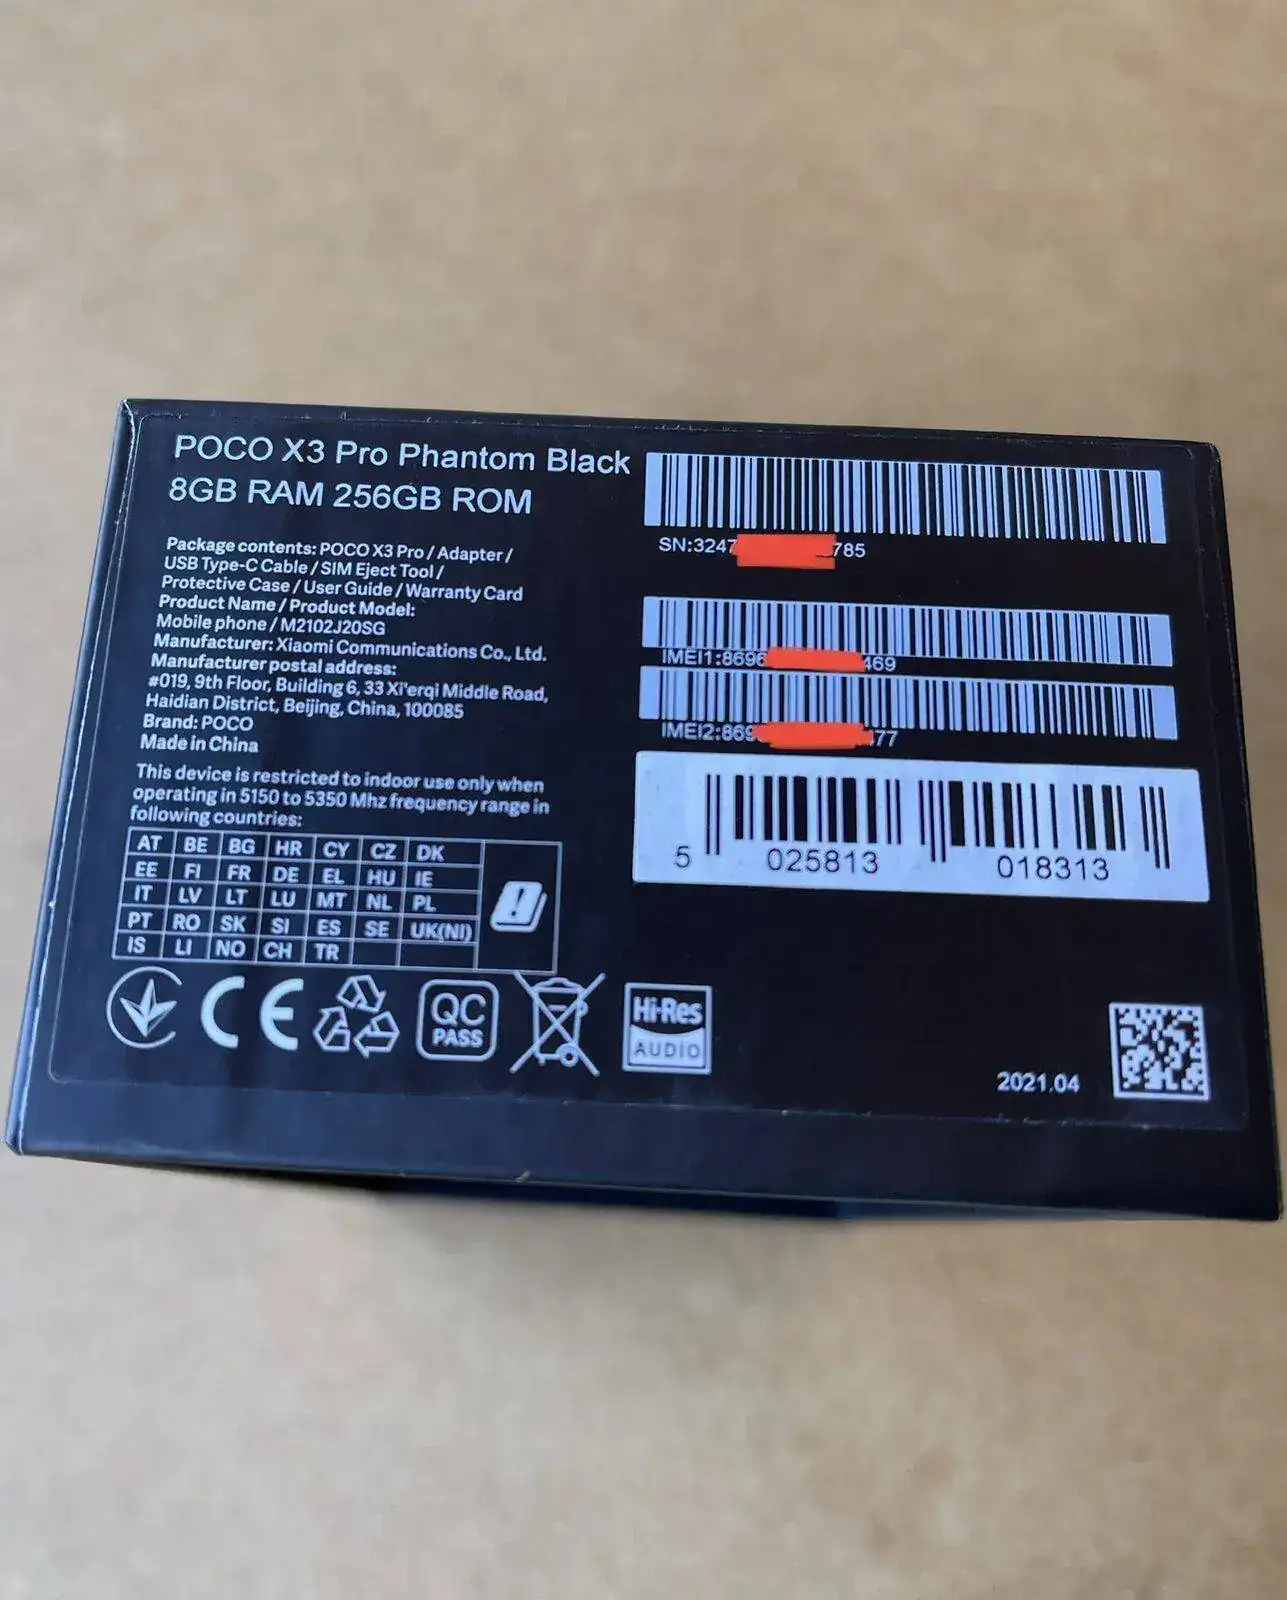 POCO X3 Pro Phantom Black
8GB RAM 256GB ROM
Package contents: POCO X3 Pro / Adapter /
USB Type-C Cable / SIM Eject Tool /
Protective Case / User Guide / Warranty Card
Product Name / Product Model:
Mobile phone / M2102J20SG
Manufacturer: Xiaomi Communications Co., Ltd.
Manufacturer postal address:
#019, 9th Floor, Building 6, 33 Xi'erqi Middle Road,
Haidian District, Beijing, China, 100085
Brand: POCO
Made in China
This device is restricted to indoor use only when
operating in 5150 to 5350 Mhz frequency range in
following countries:
AT BE BG HR CY CZ DK
EE FI FR DE EL HU IE
IT LV LT LU MT NL PL
PT RO SK SI ES SE UK(NI)
IS LI NO CH TR
CE
QC
PASS
Hi-Res
AUDIO
SN:3247 785
IMEI1:8696 469
IMEI2:869 77
5 025813 018313
2021.04